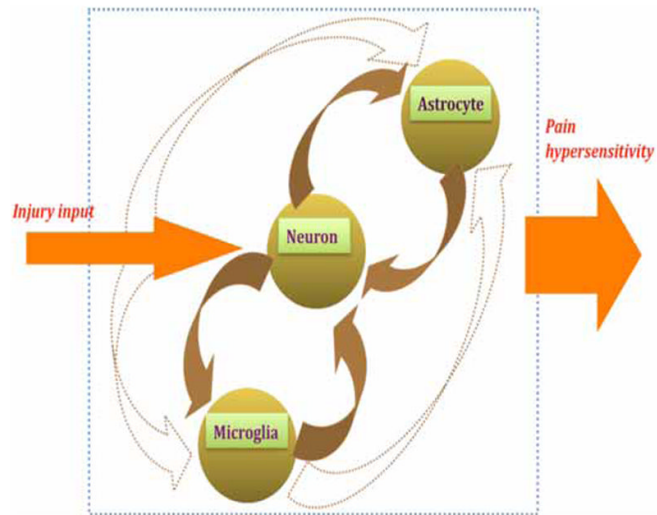 Astrocyte
Pain
hypersensitivity
Injury input
Neuron
Microglia